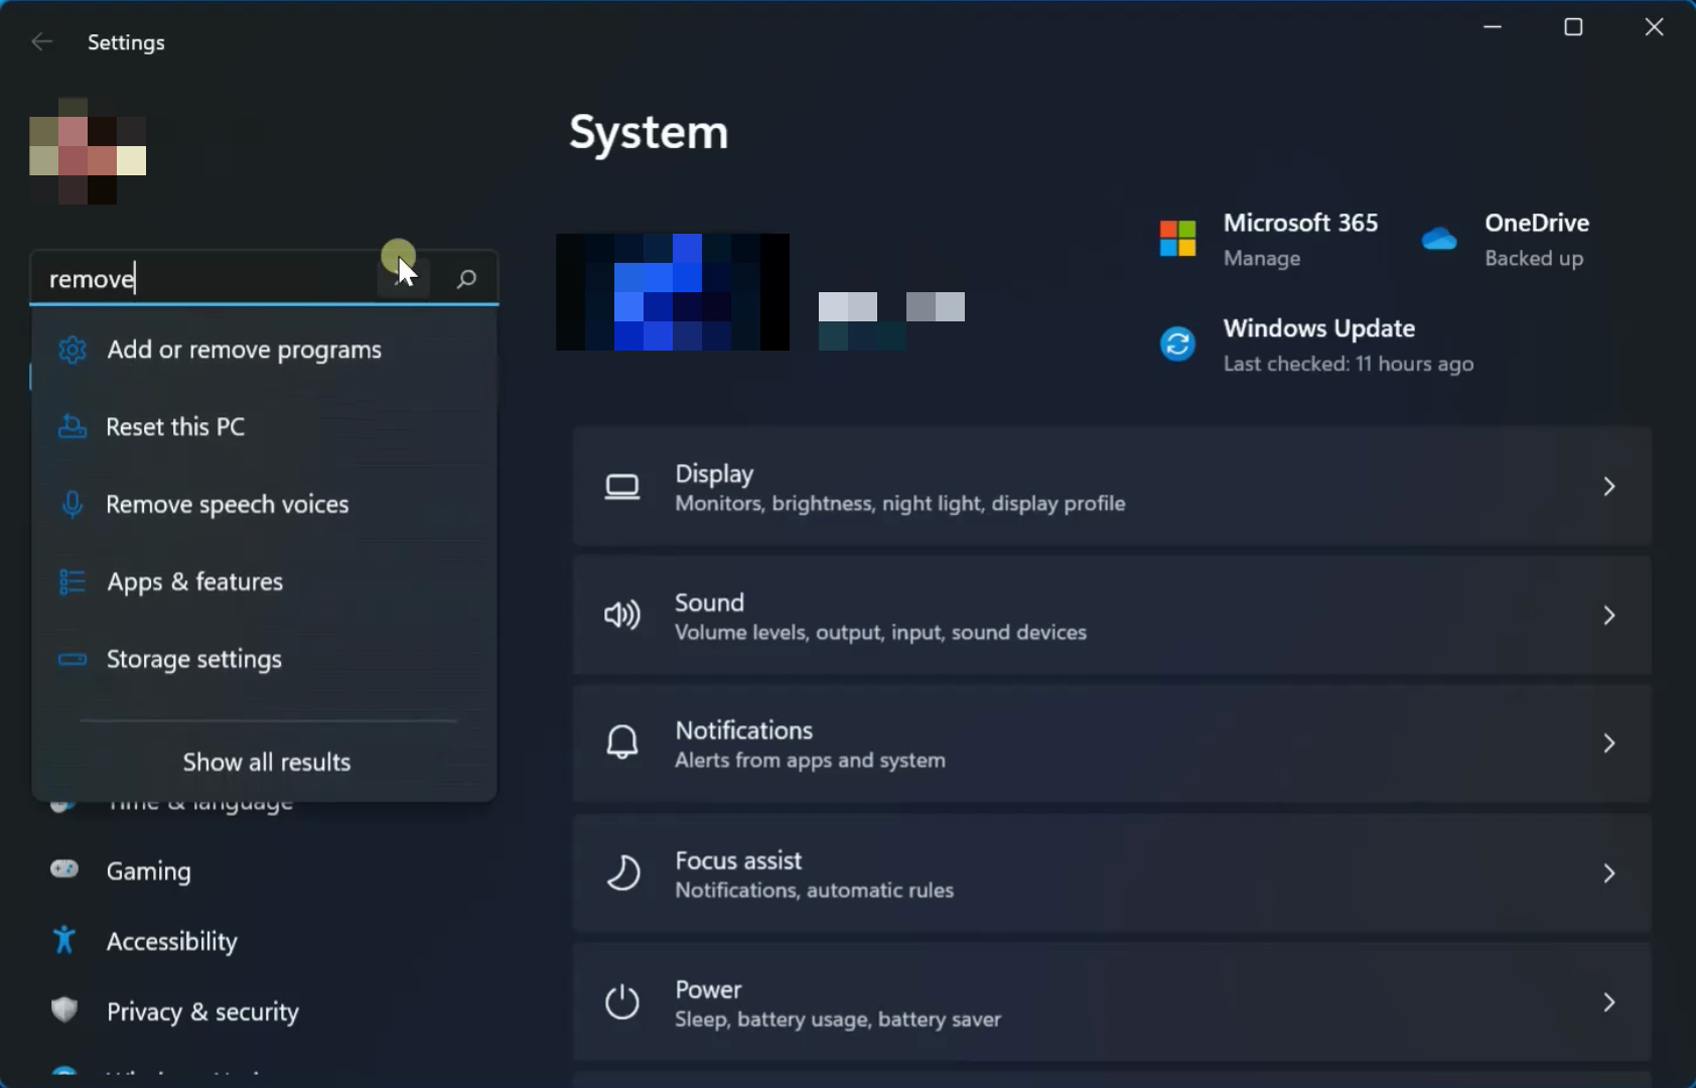 Settings
remove
Add or remove programs
Reset this PC
Remove speech voices
Apps & features
Storage settings
Show all results
Time & language
Gaming
Accessibility
Privacy & security
System
Microsoft 365
Manage
OneDrive
Backed up
Windows Update
Last checked: 11 hours ago
Display
Monitors, brightness, night light, display profile
Sound
Volume levels, output, input, sound devices
Notifications
Alerts from apps and system
Focus assist
Notifications, automatic rules
Power
Sleep, battery usage, battery saver